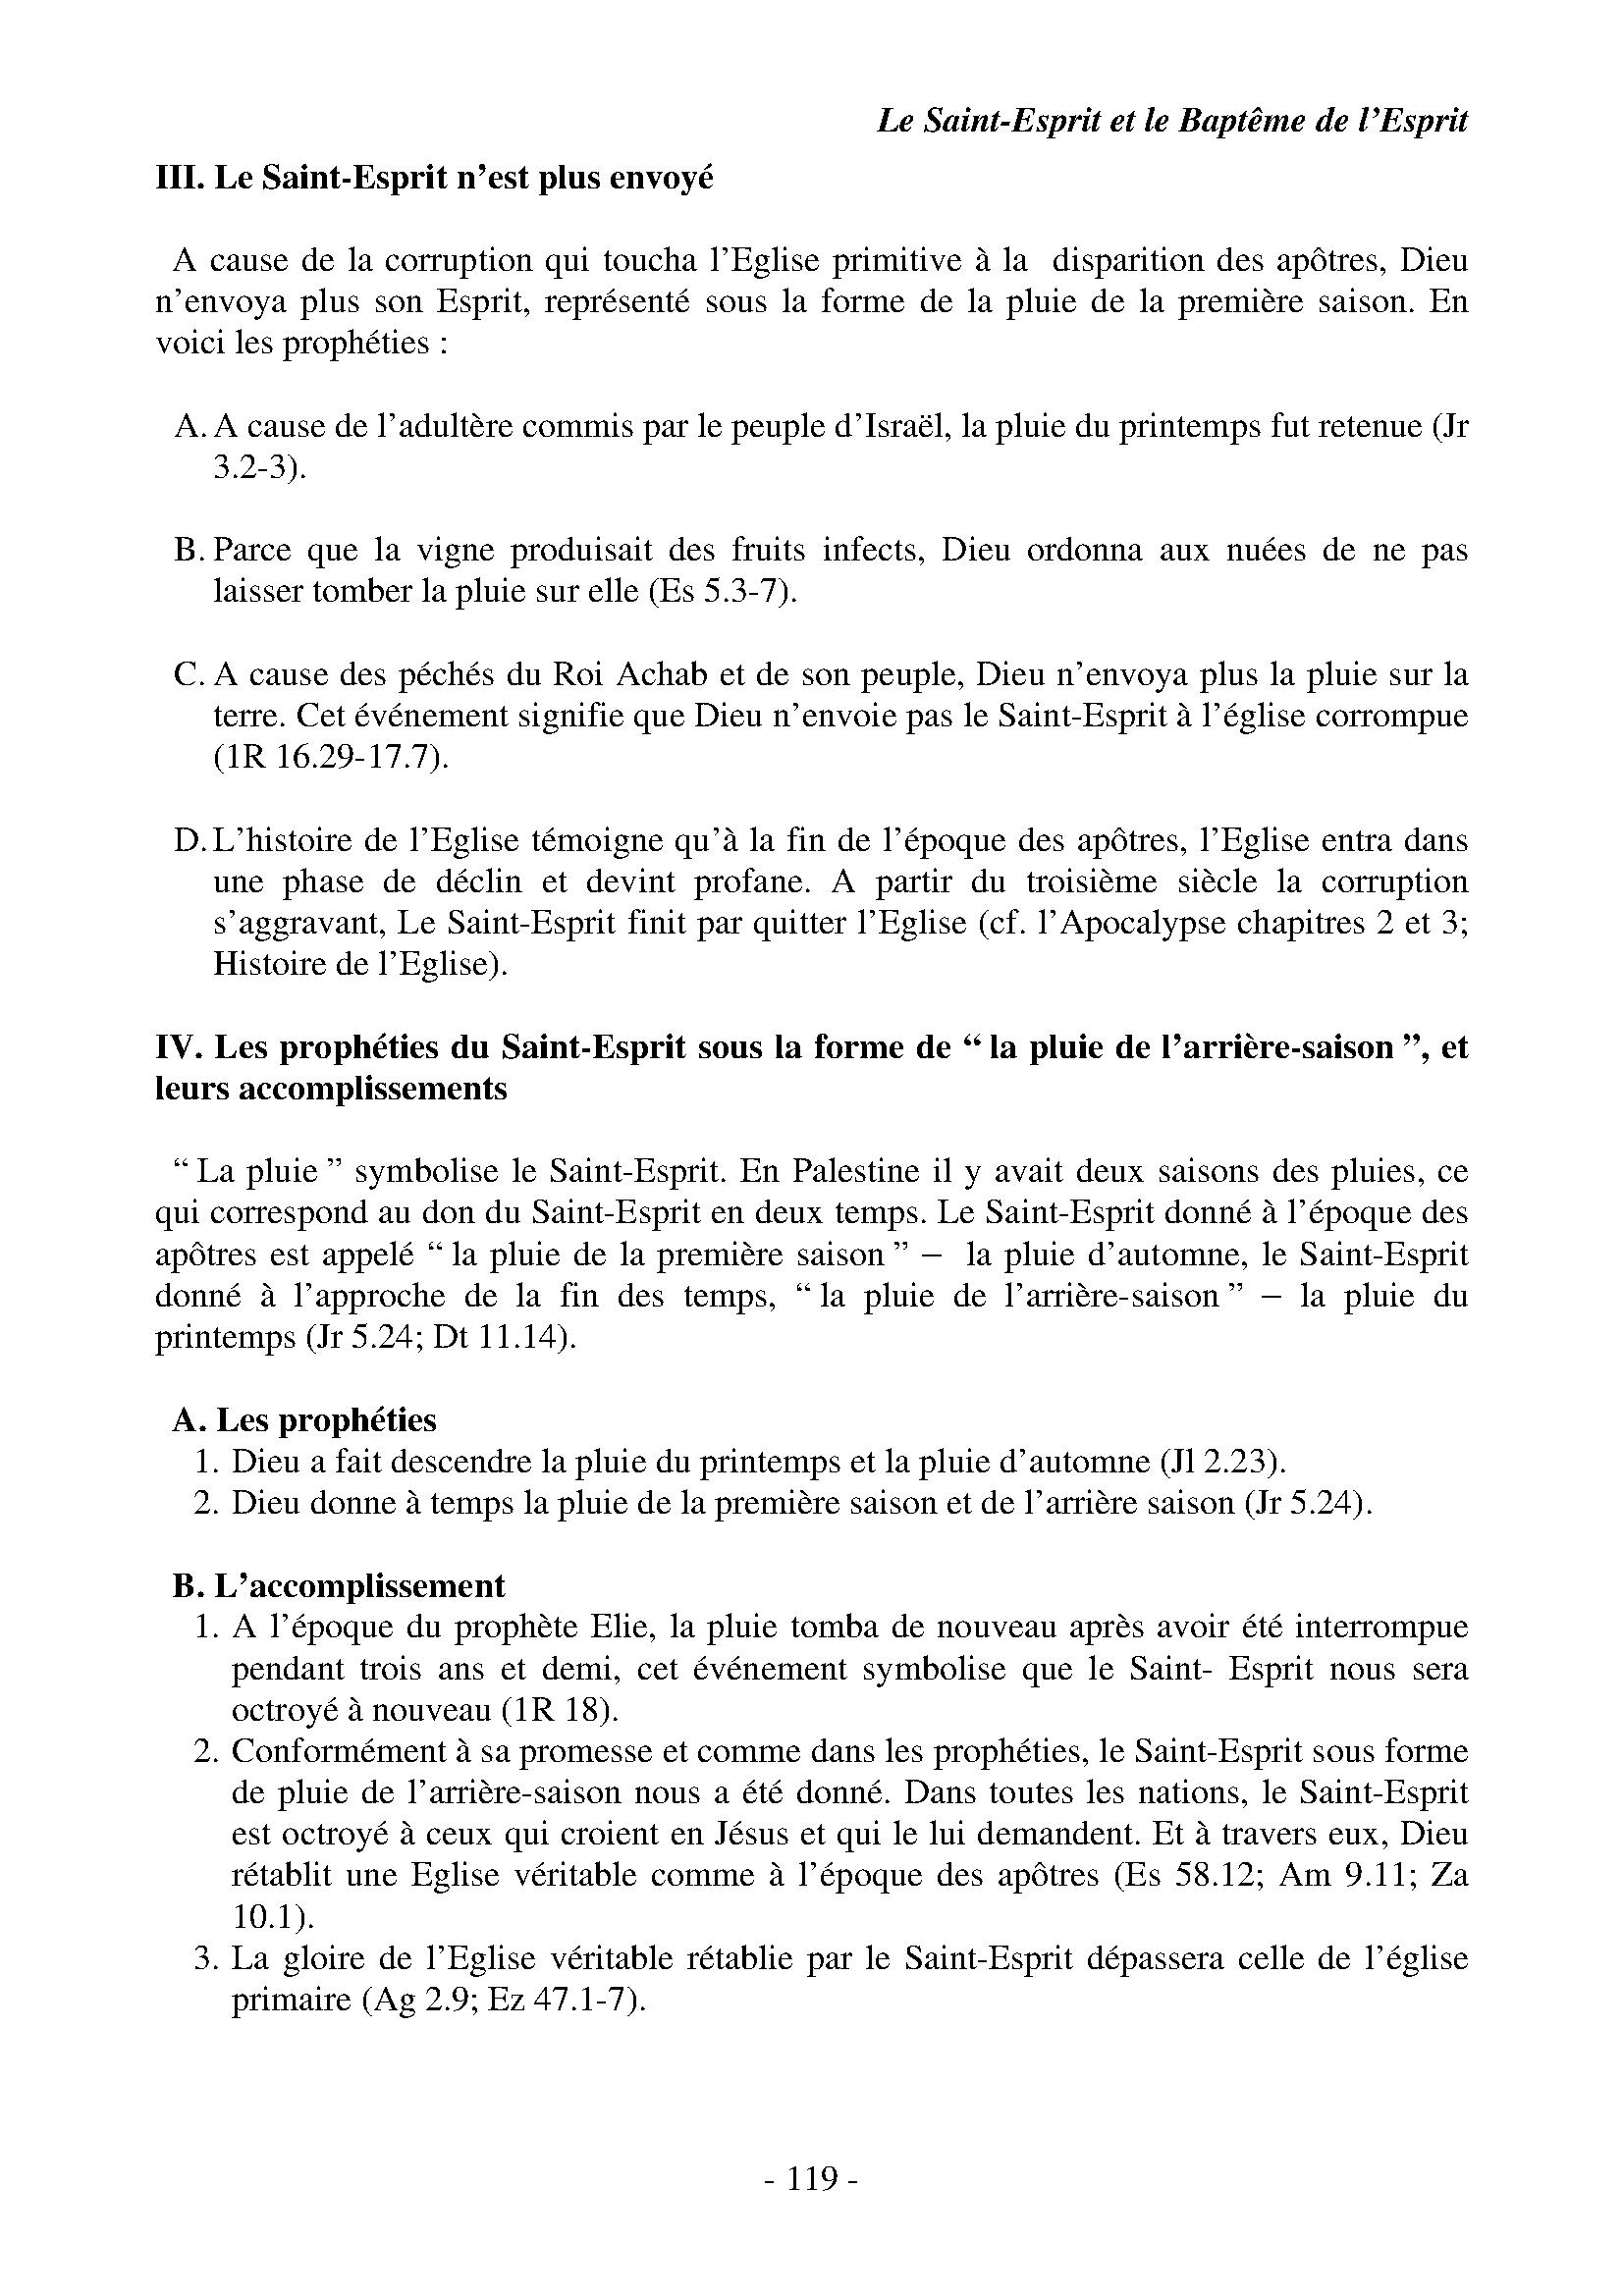 Le Saint-Esprit et le Baptême de l’Esprit
III. Le Saint-Esprit n’est plus envoyé
A cause de la corruption qui toucha l’Eglise primitive à la  disparition des apôtres, Dieu
n’envoya plus son Esprit, représenté sous la forme de la pluie de la première saison. En
voici les prophéties :
A. A cause de l’adultère commis par le peuple d’Israël, la pluie du printemps fut retenue (Jr
3.2-3).
B. Parce que la vigne produisait des fruits infects, Dieu ordonna aux nuées de ne pas
laisser tomber la pluie sur elle (Es 5.3-7).
C. A cause des péchés du Roi Achab et de son peuple, Dieu n’envoya plus la pluie sur la
terre. Cet événement signifie que Dieu n’envoie pas le Saint-Esprit à l’église corrompue
(1R 16.29-17.7).
D. L’histoire de l’Eglise témoigne qu’à la fin de l’époque des apôtres, l’Eglise entra dans
une phase de déclin et devint profane. A partir du troisième siècle la corruption
s’aggravant, Le Saint-Esprit finit par quitter l’Eglise (cf. l’Apocalypse chapitres 2 et 3;
Histoire de l’Eglise).
IV. Les prophéties du Saint-Esprit sous la forme de “ la pluie de l’arrière-saison ”, et
leurs accomplissements
“ La pluie ” symbolise le Saint-Esprit. En Palestine il y avait deux saisons des pluies, ce
qui correspond au don du Saint-Esprit en deux temps. Le Saint-Esprit donné à l’époque des
apôtres est appelé “ la pluie de la première saison ” –  la pluie d’automne, le Saint-Esprit
donné à l’approche de la fin des temps, “ la pluie de l’arrière-saison ” – la pluie du
printemps (Jr 5.24; Dt 11.14).
A. Les prophéties
1. Dieu a fait descendre la pluie du printemps et la pluie d’automne (Jl 2.23).
2. Dieu donne à temps la pluie de la première saison et de l’arrière saison (Jr 5.24).
B. L’accomplissement
1. A l’époque du prophète Elie, la pluie tomba de nouveau après avoir été interrompue
pendant trois ans et demi, cet événement symbolise que le Saint- Esprit nous sera
octroyé à nouveau (1R 18).
2. Conformément à sa promesse et comme dans les prophéties, le Saint-Esprit sous forme
de pluie de l’arrière-saison nous a été donné. Dans toutes les nations, le Saint-Esprit
est octroyé à ceux qui croient en Jésus et qui le lui demandent. Et à travers eux, Dieu
rétablit une Eglise véritable comme à l’époque des apôtres (Es 58.12; Am 9.11; Za
10.1).
3. La gloire de l’Eglise véritable rétablie par le Saint-Esprit dépassera celle de l’église
primaire (Ag 2.9; Ez 47.1-7).
- 119 -